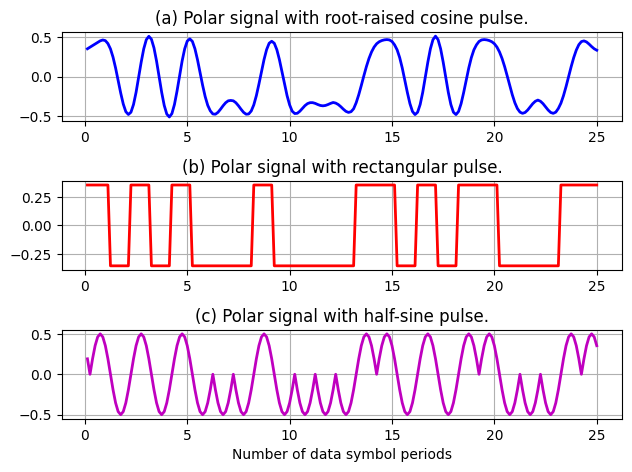 (a) Polar signal with root-raised cosine pulse.
0.5
0.0
−0.5
0 5 10 15 20 25
(b) Polar signal with rectangular pulse.
0.25
0.00
−0.25
0 5 10 15 20 25
(c) Polar signal with half-sine pulse.
0.5
0.0
−0.5
0 5 10 15 20 25
Number of data symbol periods